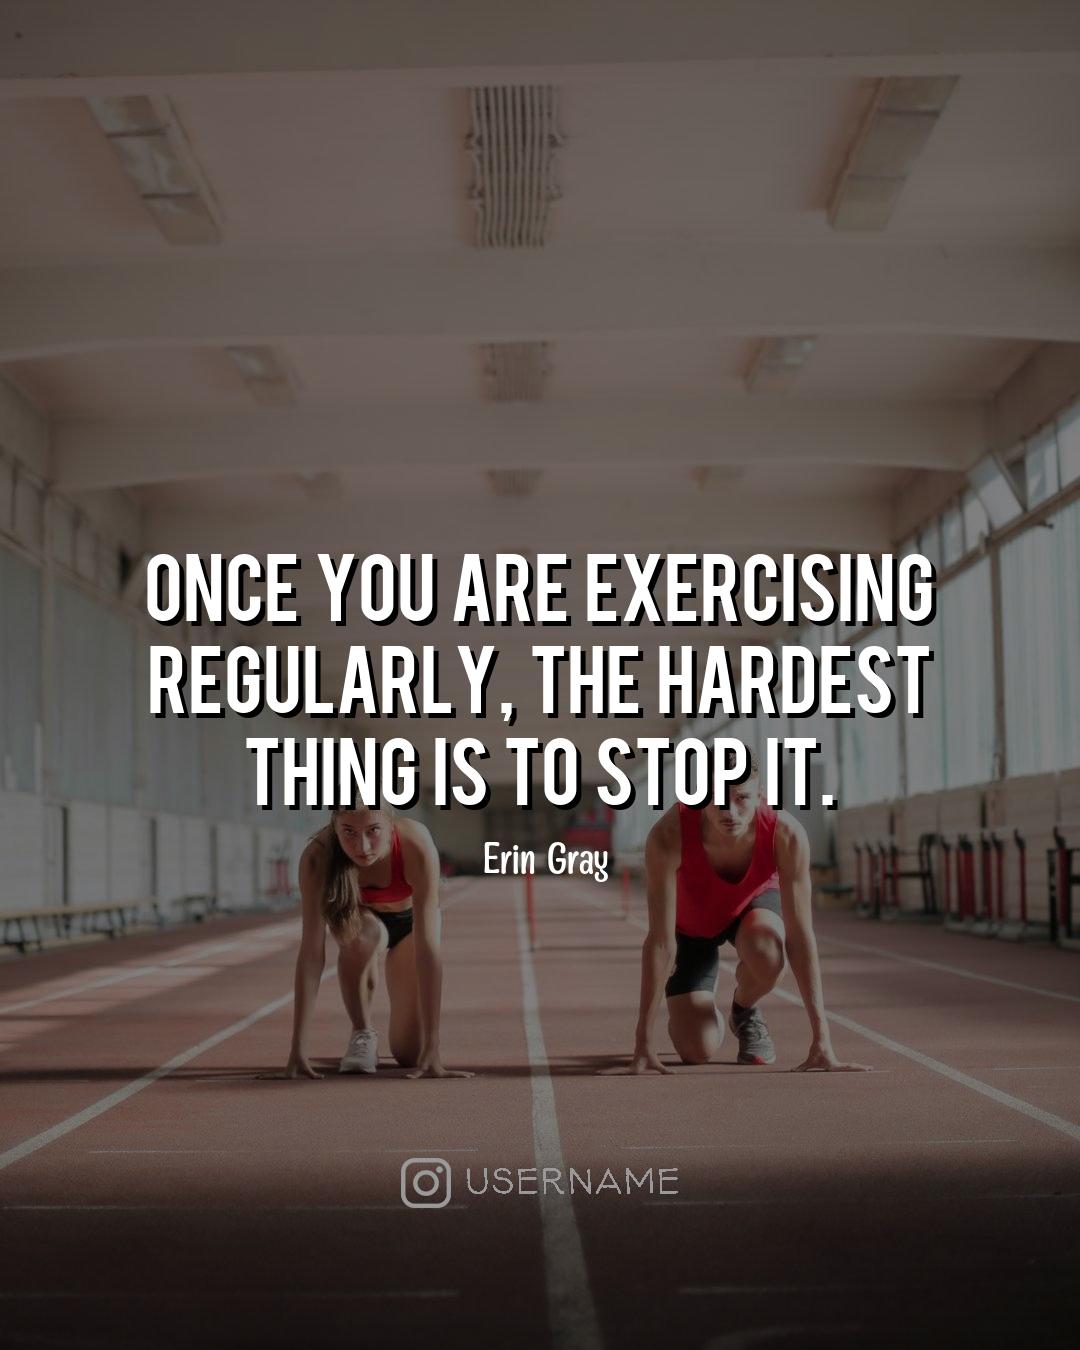 ONCE YOU ARE EXERCISING
REGULARLY, THE HARDEST
THING IS TO STOP IT.
Erin Gray
USERNAME